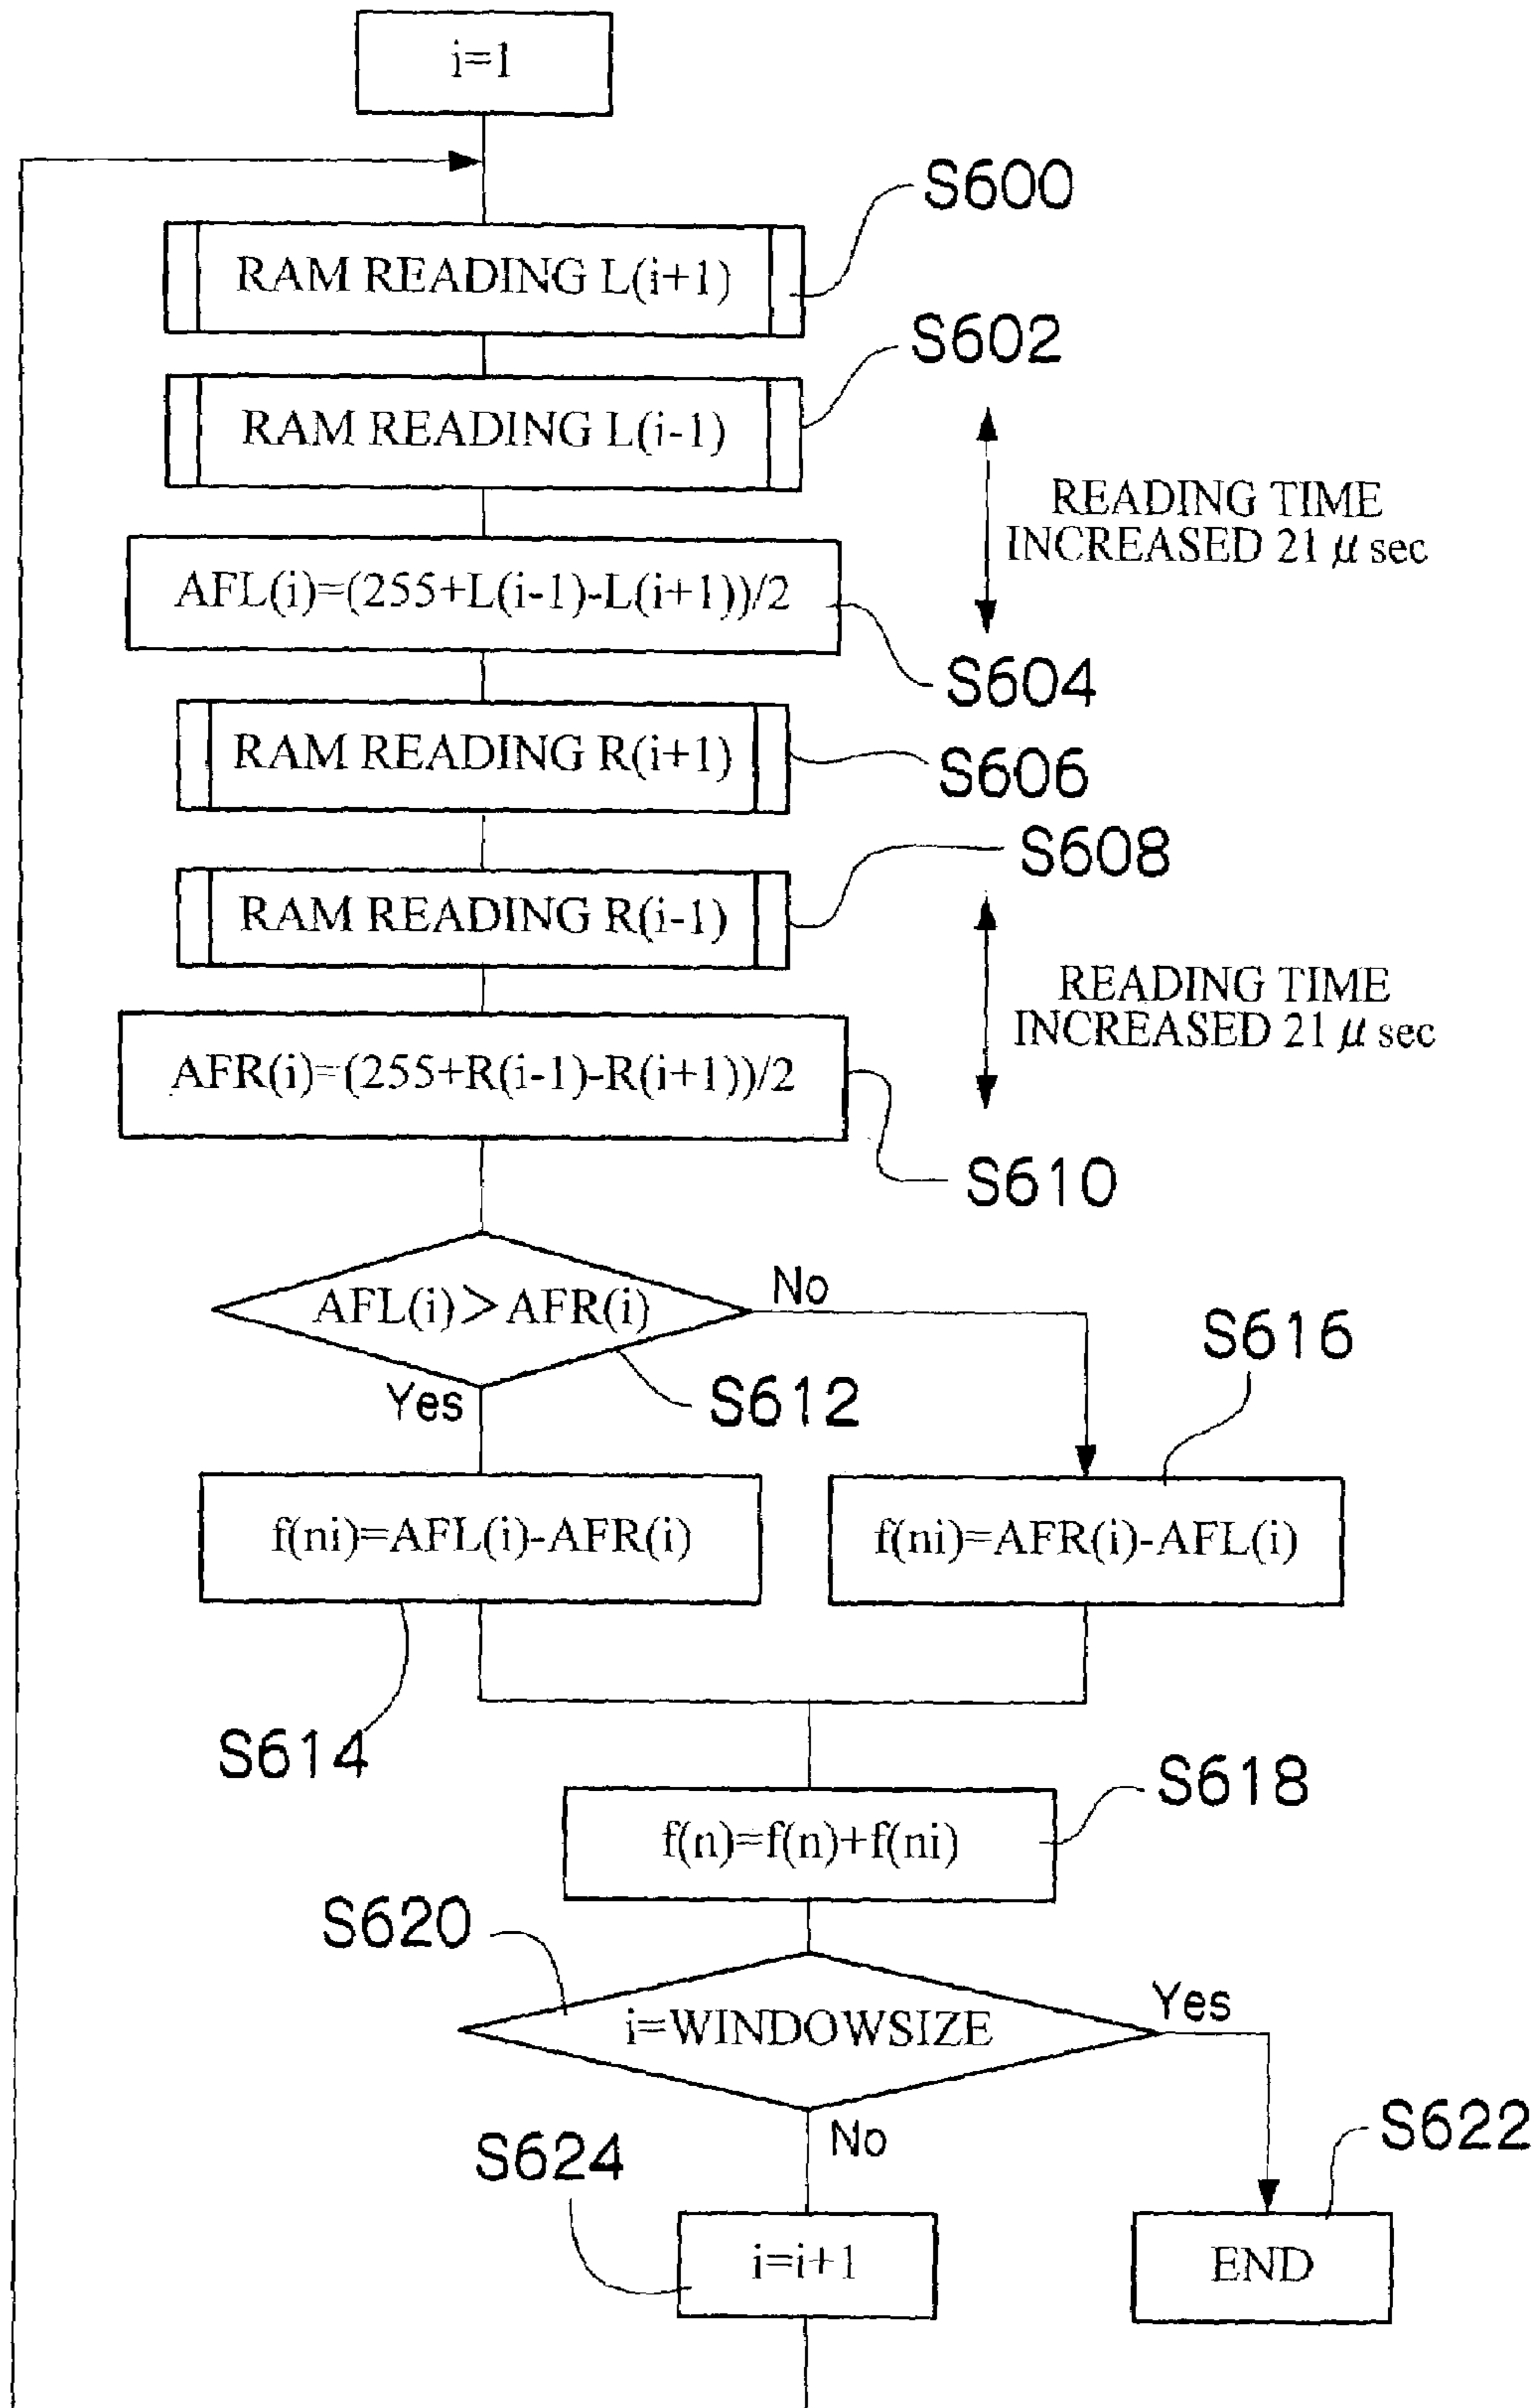 i=1
S600
RAM READING L(i+1)
S602
RAM READING L(i-1)
READING TIME
INCREASED 21 μ sec
AFL(i)=(255+L(i-1)-L(i+1))/2
S604
RAM READING R(i+1)
S606
S608
RAM READING R(i-1)
READING TIME
INCREASED 21 μ sec
AFR(i)=(255+R(i-1)-R(i+1))/2
S610
AFL(i)>AFR(i)
No
S616
Yes
S612
f(ni)=AFL(i)-AFR(i)
f(ni)=AFR(i)-AFL(i)
S614
S618
f(n)=f(n)+f(ni)
S620
i=WINDOWSIZE
Yes
No
S622
S624
i=i+1
END